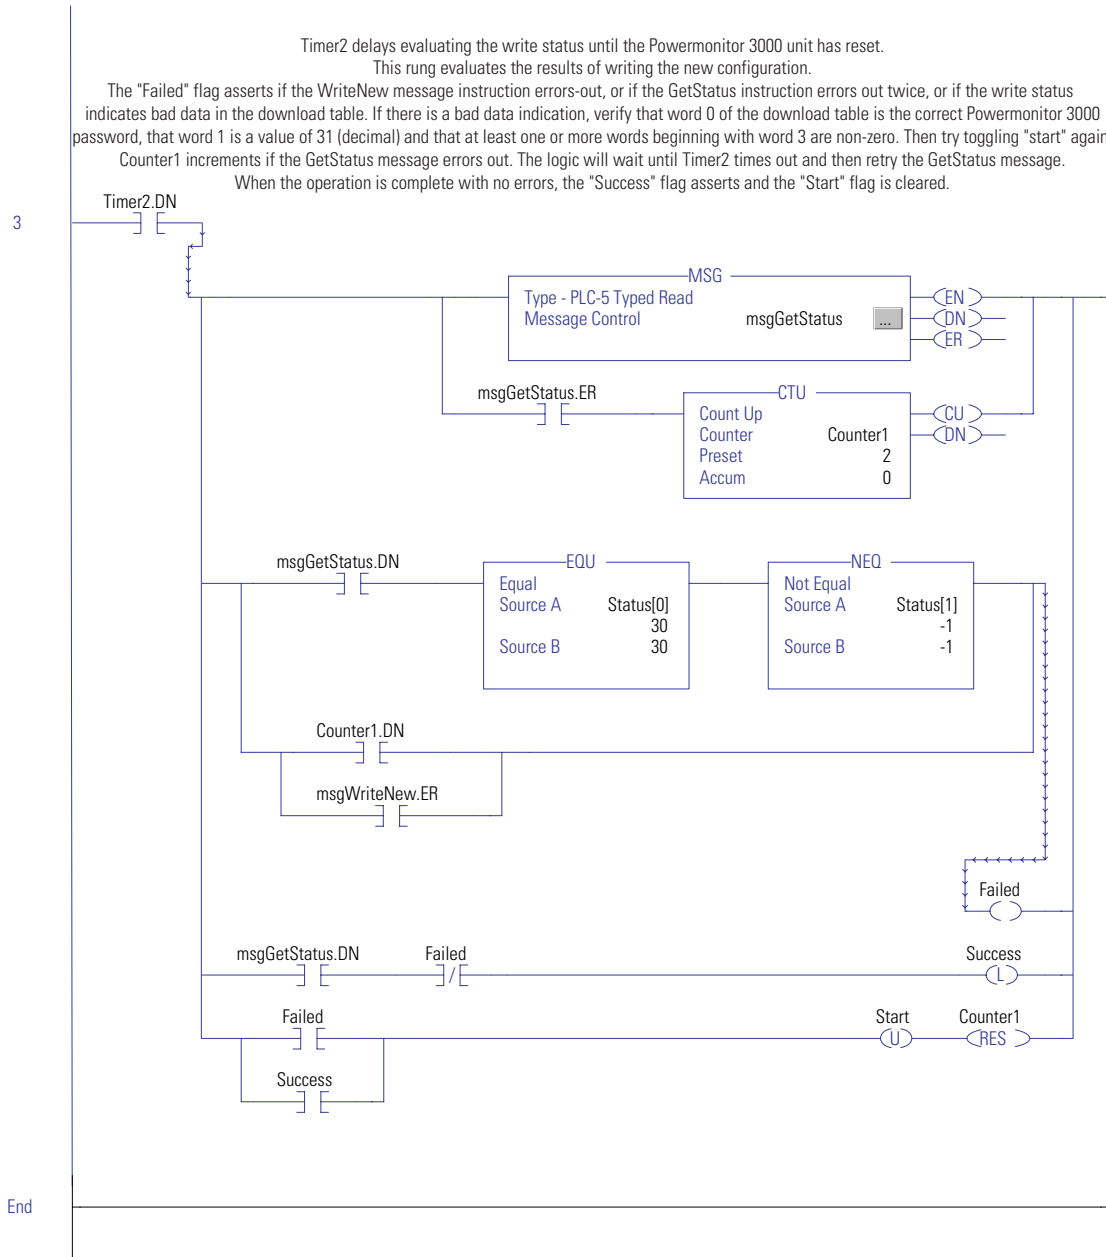 Timer2 delays evaluating the write status until the Powermonitor 3000 unit has reset.
This rung evaluates the results of writing the new configuration.
The "Failed" flag asserts if the WriteNew message instruction errors-out, or if the GetStatus instruction errors out twice, or if the write status
indicates bad data in the download table. If there is a bad data indication, verify that word 0 of the download table is the correct Powermonitor 3000
password, that word 1 is a value of 31 (decimal) and that at least one or more words beginning with word 3 are non-zero. Then try toggling "start" again
Counter1 increments if the GetStatus message errors out. The logic will wait until Timer2 times out and then retry the GetStatus message.
When the operation is complete with no errors, the "Success" flag asserts and the "Start" flag is cleared.
Timer2.DN
3
MSG
Type - PLC-5 Typed Read
Message Control msgGetStatus ...
EN
DN
ER
msgGetStatus.ER
CTU
Count Up
Counter Counter1
Preset 2
Accum 0
CU
DN
msgGetStatus.DN
EQU
Equal
Source A Status[0]
30
Source B 30
NEQ
Not Equal
Source A Status[1]
-1
Source B -1
Counter1.DN
msgWriteNew.ER
Failed
msgGetStatus.DN Failed Success
/ L
Failed Start Counter1
U RES
Success
End